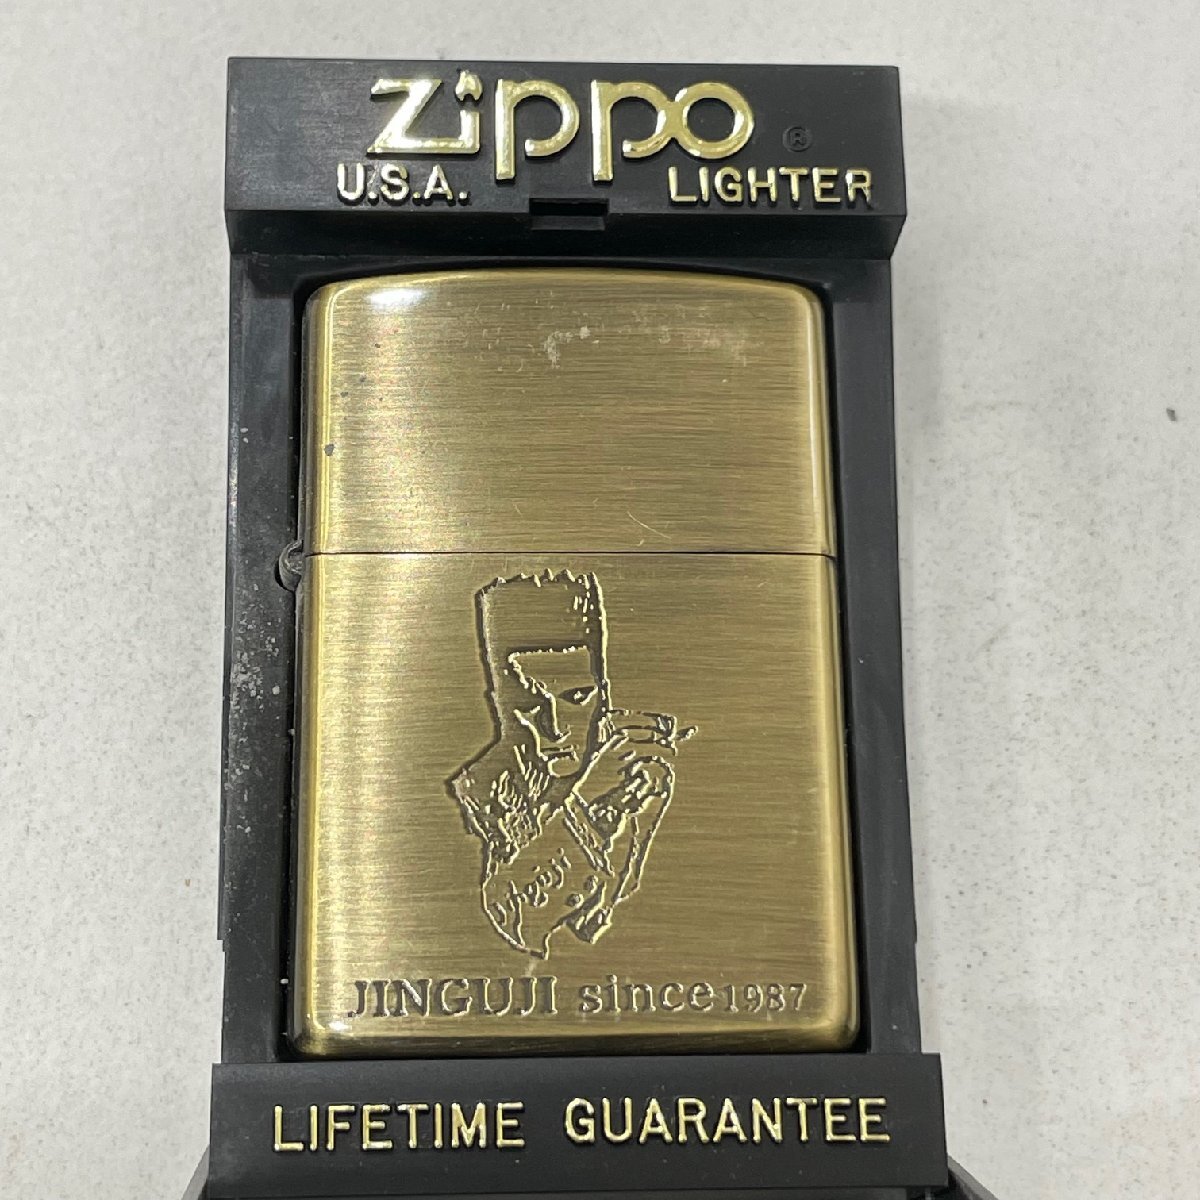 Zippo ®
U.S.A. LIGHTER
Jinguji
JINGUJI since 1987
LIFETIME GUARANTEE